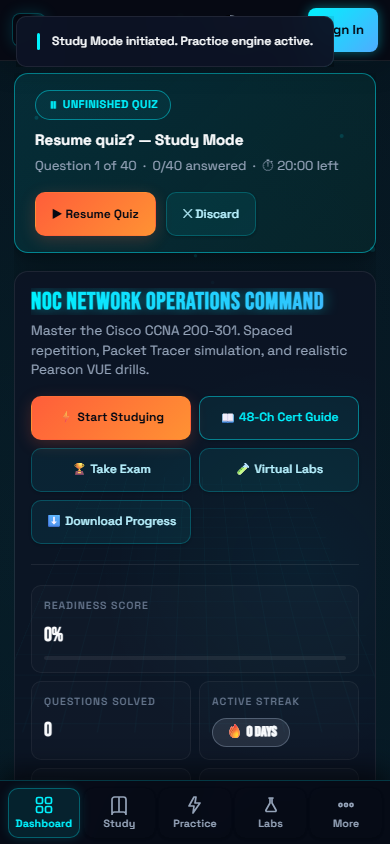 Study Mode initiated. Practice engine active.
gn In
UNFINISHED QUIZ
Resume quiz? — Study Mode
Question 1 of 40 · 0/40 answered · ⏱ 20:00 left
▶ Resume Quiz
✕ Discard
NOC NETWORK OPERATIONS COMMAND
Master the Cisco CCNA 200-301. Spaced
repetition, Packet Tracer simulation, and realistic
Pearson VUE drills.
Start Studying
48-Ch Cert Guide
Take Exam
Virtual Labs
Download Progress
READINESS SCORE
0%
QUESTIONS SOLVED
ACTIVE STREAK
0
0 DAYS
Dashboard
Study
Practice
Labs
More